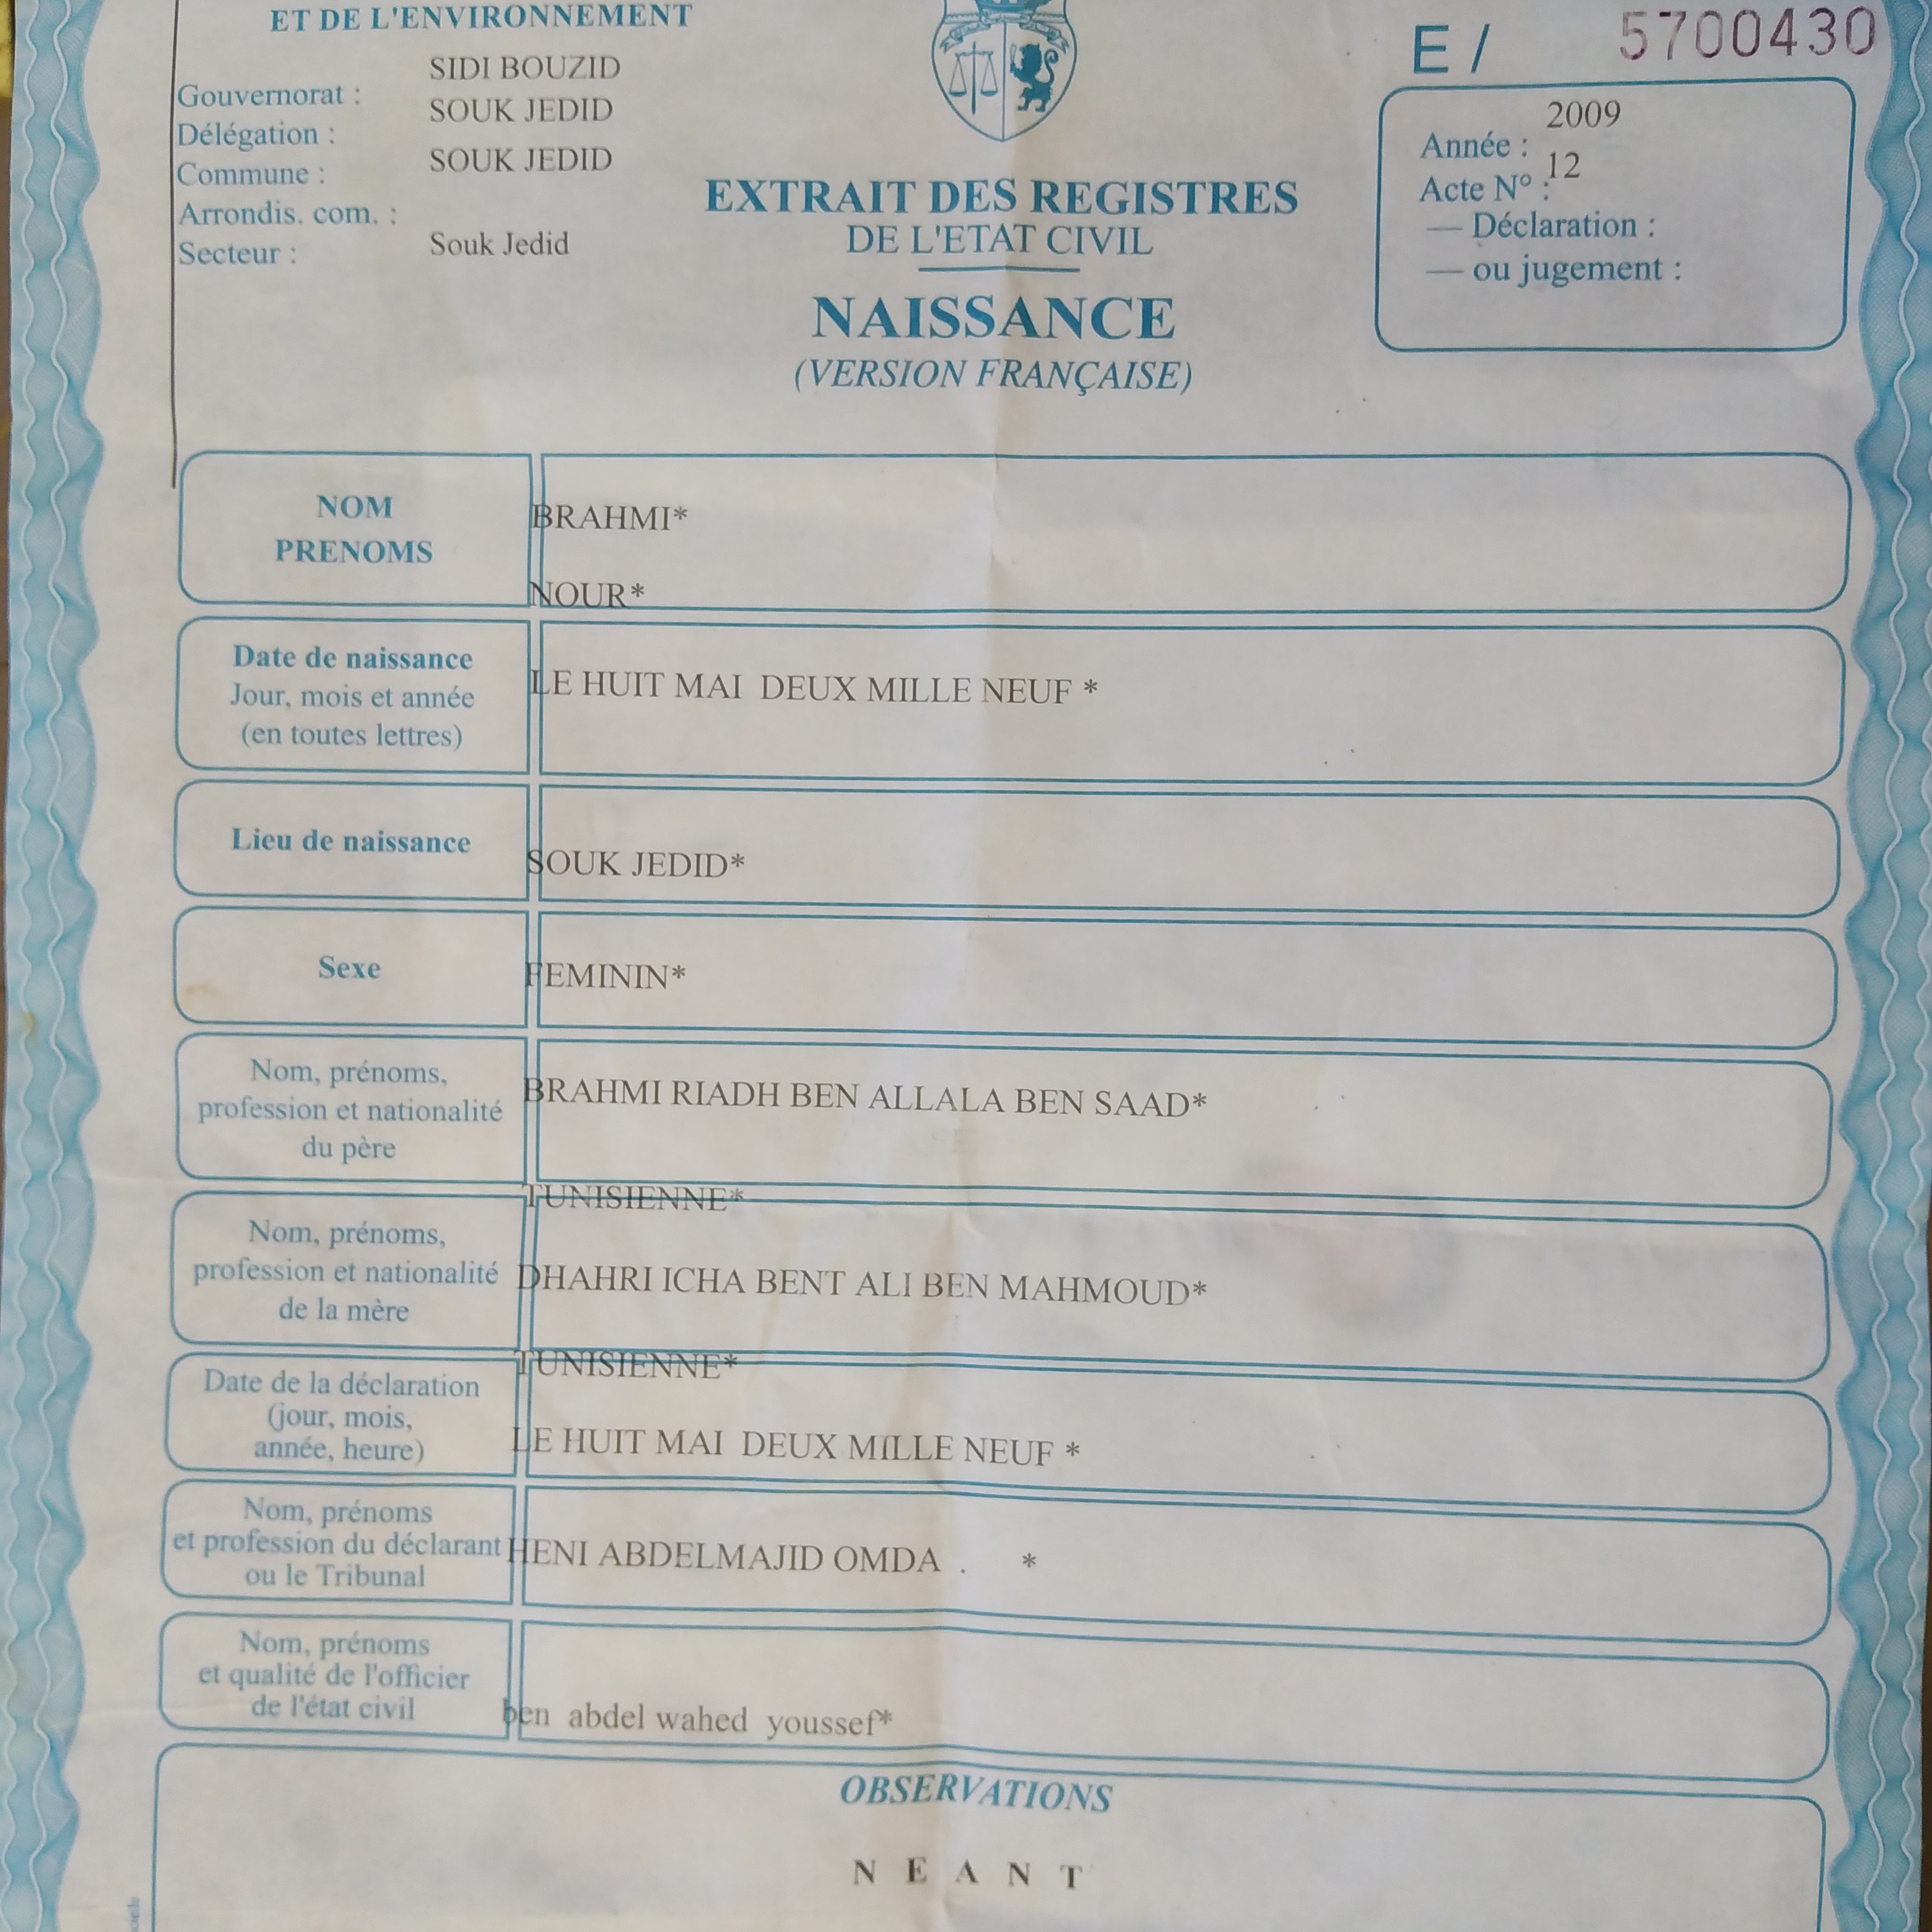 ET DE L'ENVIRONNEMENT
Gouvernorat : SIDI BOUZID
Délégation : SOUK JEDID
Commune : SOUK JEDID
Arrondis. com. :
Secteur : Souk Jedid
E / 5700430
Année : 2009
Acte N° : 12
— Déclaration :
— ou jugement :
EXTRAIT DES REGISTRES
DE L'ETAT CIVIL
NAISSANCE
(VERSION FRANÇAISE)
NOM
PRENOMS
BRAHMI*
NOUR*
Date de naissance
Jour, mois et année
(en toutes lettres)
LE HUIT MAI DEUX MILLE NEUF *
Lieu de naissance
SOUK JEDID*
Sexe
FEMININ*
Nom, prénoms,
profession et nationalité
du père
BRAHMI RIADH BEN ALLALA BEN SAAD*
TUNISIENNE*
Nom, prénoms,
profession et nationalité
de la mère
DHAHRI ICHA BENT ALI BEN MAHMOUD*
TUNISIENNE*
Date de la déclaration
(jour, mois,
année, heure)
LE HUIT MAI DEUX MILLE NEUF *
Nom, prénoms
et profession du déclarant
ou le Tribunal
HENI ABDELMAJID OMDA . *
Nom, prénoms
et qualité de l'officier
de l'état civil
ben abdel wahed youssef*
OBSERVATIONS
N E A N T